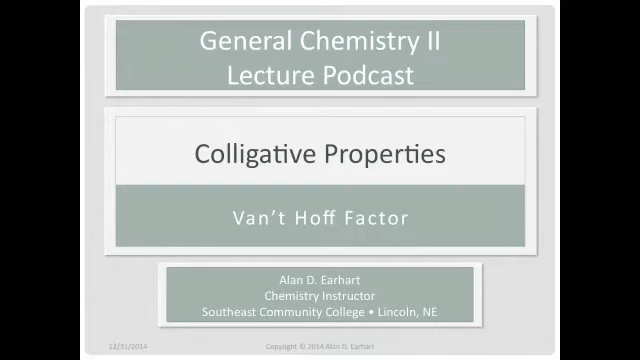 General Chemistry II
Lecture Podcast
Colligative Properties
Van't Hoff Factor
Alan D. Earhart
Chemistry Instructor
Southeast Community College • Lincoln, NE
12/31/2014
Copyright © 2014 Alan D. Earhart